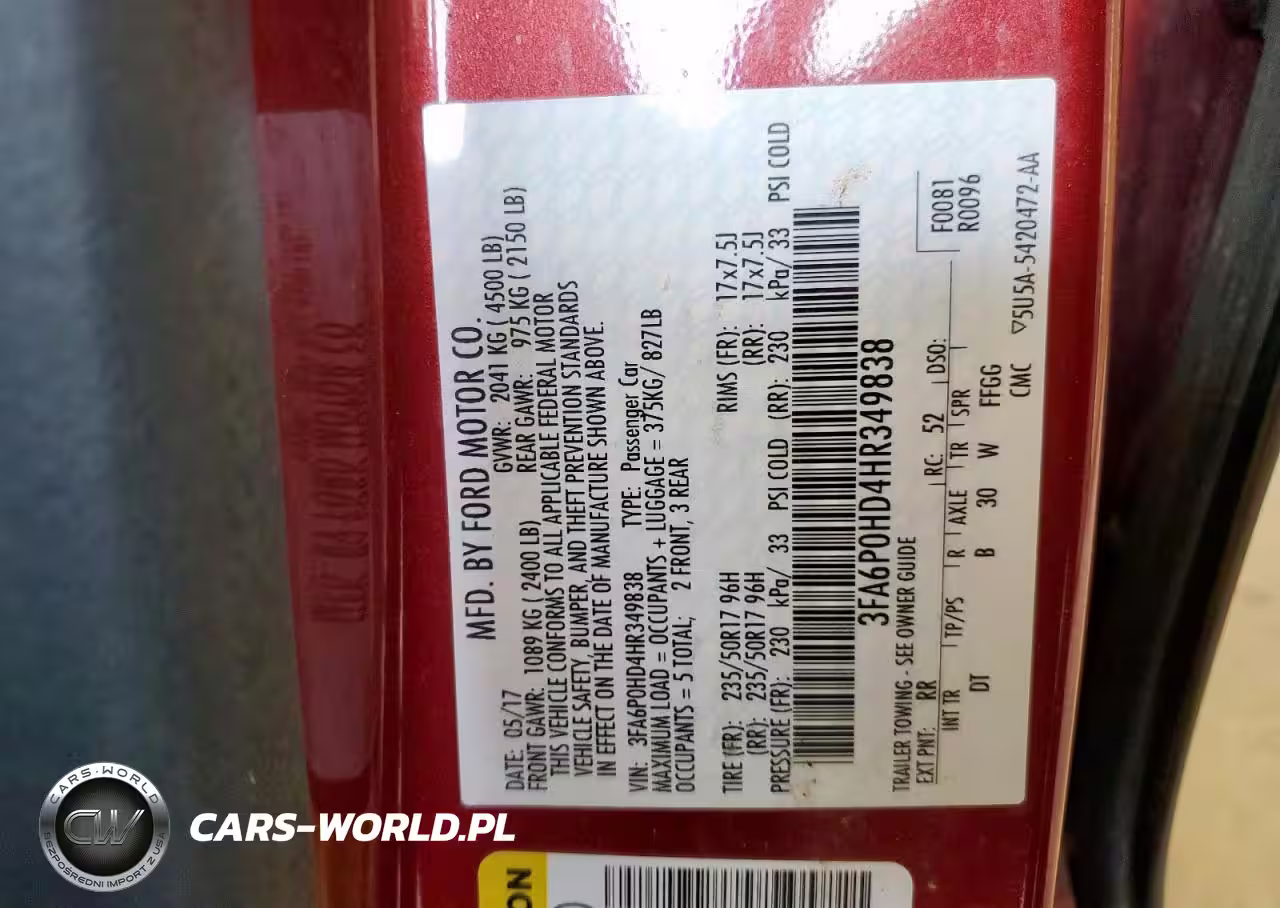 MFD. BY FORD MOTOR CO.
DATE: 05/17 GVWR: 2041 KG ( 4500 LB)
FRONT GAWR: 1089 KG ( 2400 LB) REAR GAWR: 975 KG ( 2150 LB)
THIS VEHICLE CONFORMS TO ALL APPLICABLE FEDERAL MOTOR
VEHICLE SAFETY, BUMPER, AND THEFT PREVENTION STANDARDS
IN EFFECT ON THE DATE OF MANUFACTURE SHOWN ABOVE.
VIN: 3FA6P0HD4HR349838 TYPE: Passenger Car
MAXIMUM LOAD = OCCUPANTS + LUGGAGE = 375KG/ 827LB
OCCUPANTS = 5 TOTAL; 2 FRONT, 3 REAR
TIRE (FR): 235/50R17 96H RIMS (FR): 17x7.5J
(RR): 235/50R17 96H (RR): 17x7.5J
PRESSURE (FR): 230 kPa/ 33 PSI COLD (RR): 230 kPa/ 33 PSI COLD
3FA6P0HD4HR349838
TRAILER TOWING - SEE OWNER GUIDE
EXT PNT: RR RC: 52 DSO: F0081
R0096
INT TR TP/PS R AXLE TR SPR
DT B 30 W FFGG
CMC
▽5U5A-5420472-AA
ON
CARS-WORLD
CW
BEZPOŚREDNI IMPORT Z USA
CARS-WORLD.PL